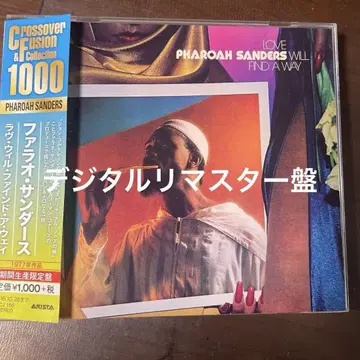 Crossover
Fusion
& Collection
1000
PHAROAH SANDERS
ファラオ・サンダース
ラヴ・ウィル・ファインド・ア・ウェイ
1977年作品
期間生産限定盤
定価¥1,000+税
ARISTA
LOVE
PHAROAH SANDERS WILL
FIND A WAY
デジタルリマスター盤